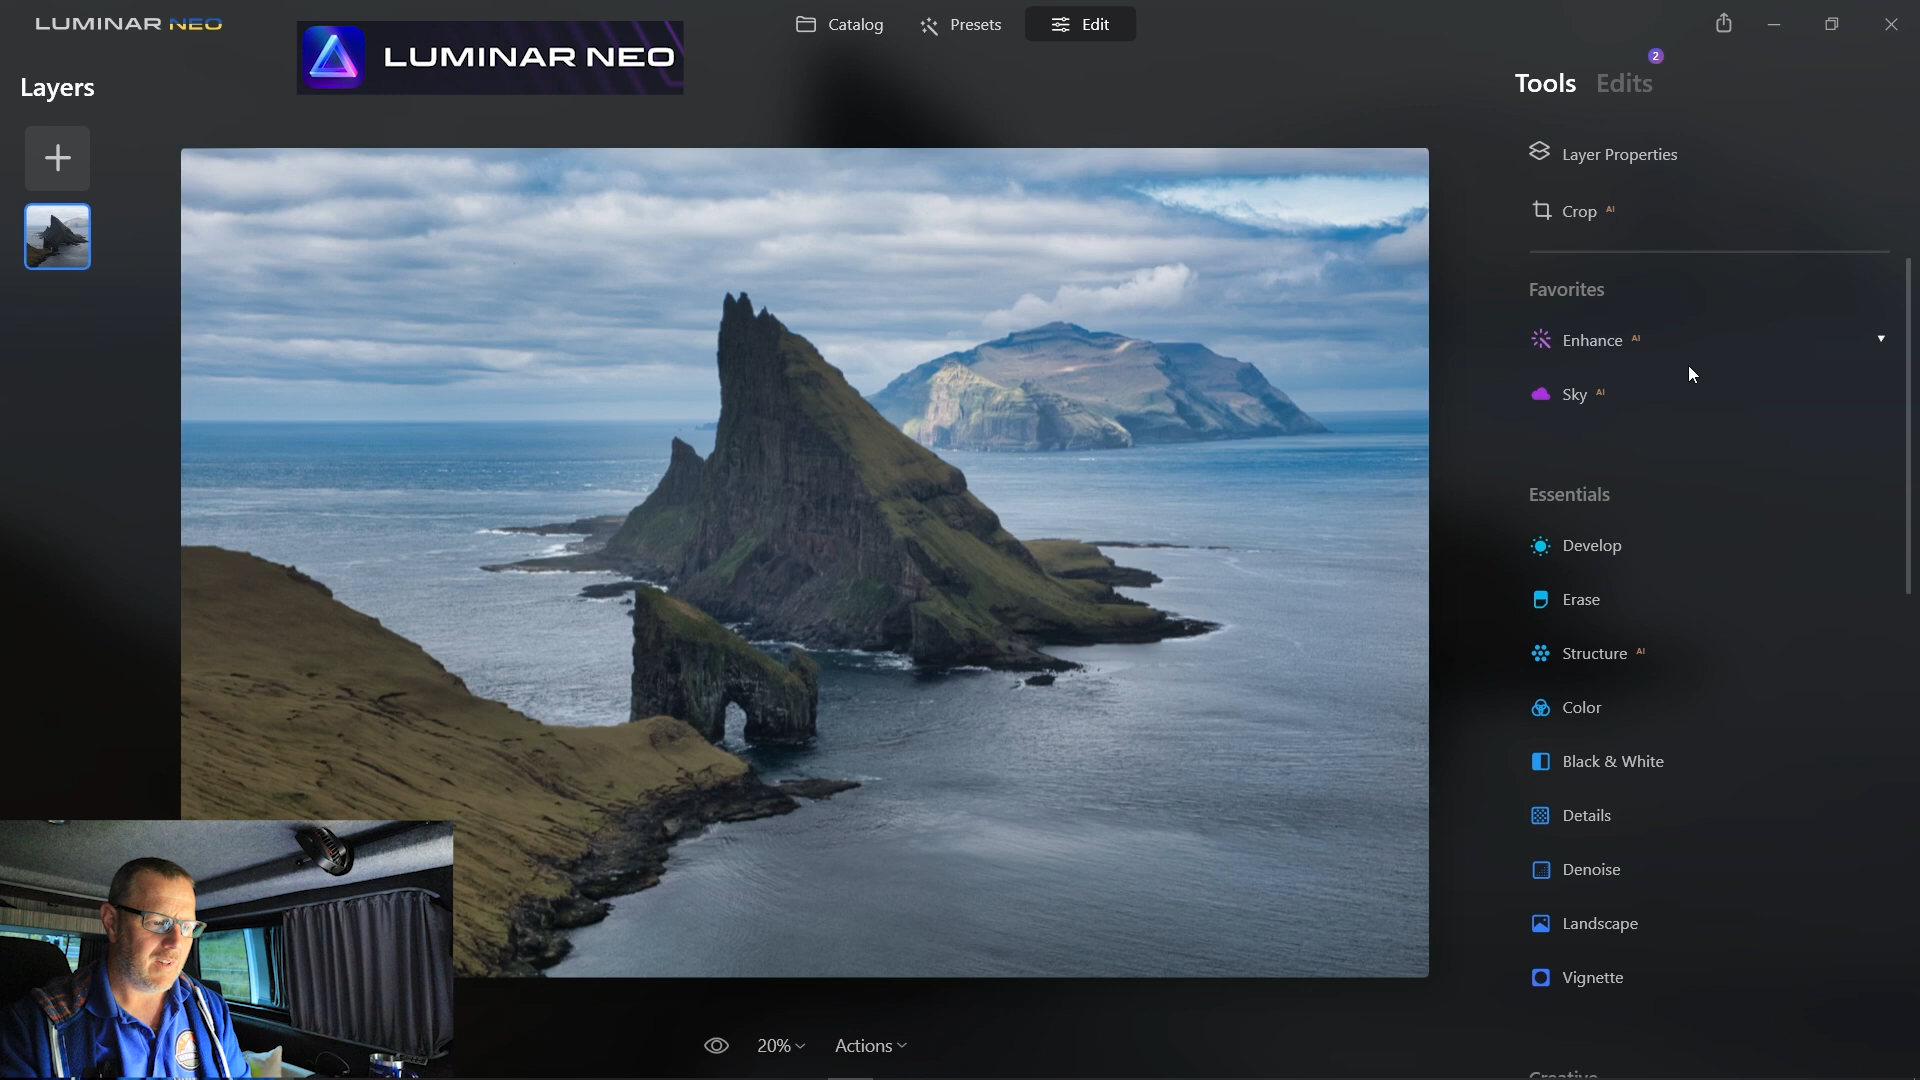 LUMINAR NEO
LUMINAR NEO
Catalog
Presets
Edit
2
Layers
Tools
Edits
Layer Properties
Crop AI
Favorites
Enhance AI
Sky AI
Essentials
Develop
Erase
Structure AI
Color
Black & White
Details
Denoise
Landscape
Vignette
Creative
20%
Actions